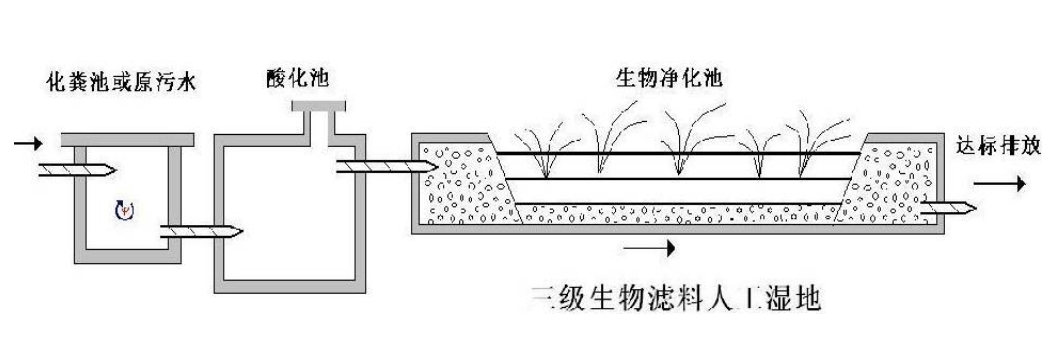 化粪池或原污水
酸化池
生物净化池
达标排放
三级生物滤料人工湿地